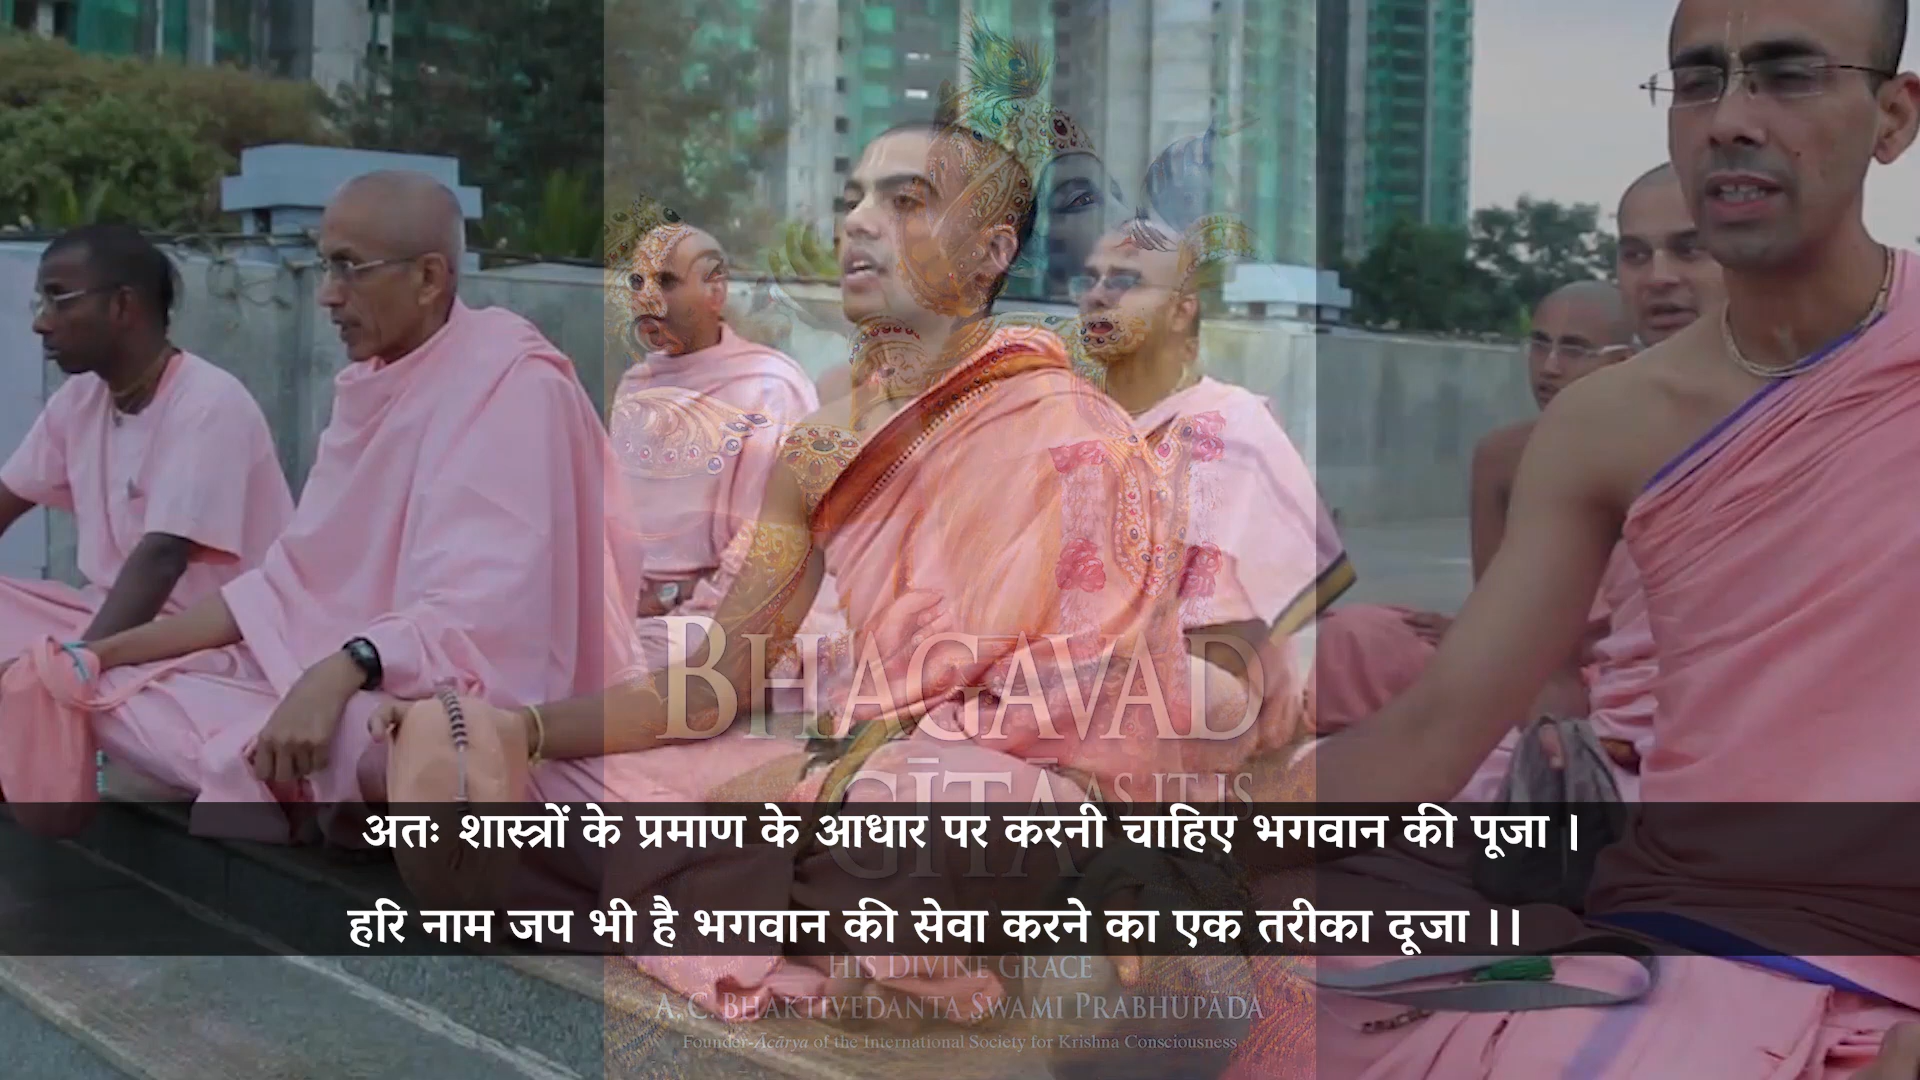 BHAGAVAD
GĪTĀ AS IT IS
अतः शास्त्रों के प्रमाण के आधार पर करनी चाहिए भगवान की पूजा ।
हरि नाम जप भी है भगवान की सेवा करने का एक तरीका दूजा ।।
HIS DIVINE GRACE
A. C. BHAKTIVEDANTA SWAMI PRABHUPĀDA
Founder-Ācārya of the International Society for Krishna Consciousness